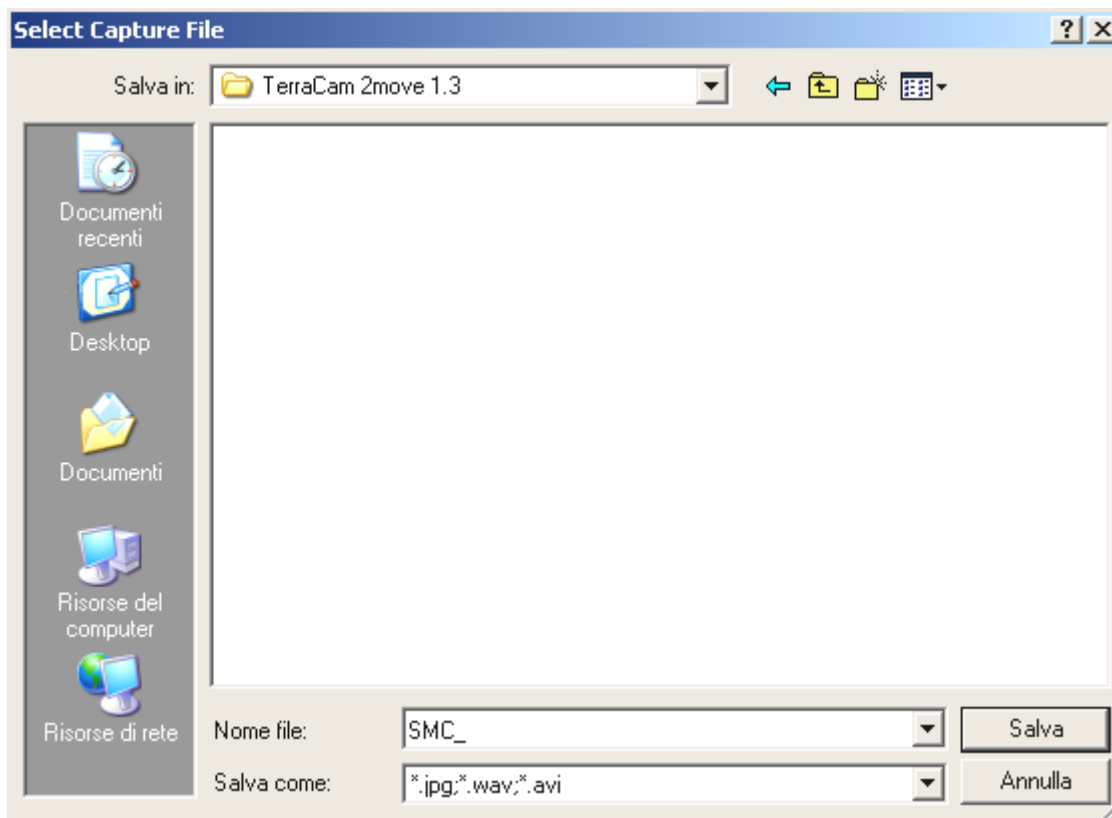 Select Capture File
Salva in: TerraCam 2move 1.3
Documenti
recenti
Desktop
Documenti
Risorse del
computer
Risorse di rete
Nome file: SMC_ Salva
Salva come: *.jpg;*.wav;*.avi Annulla